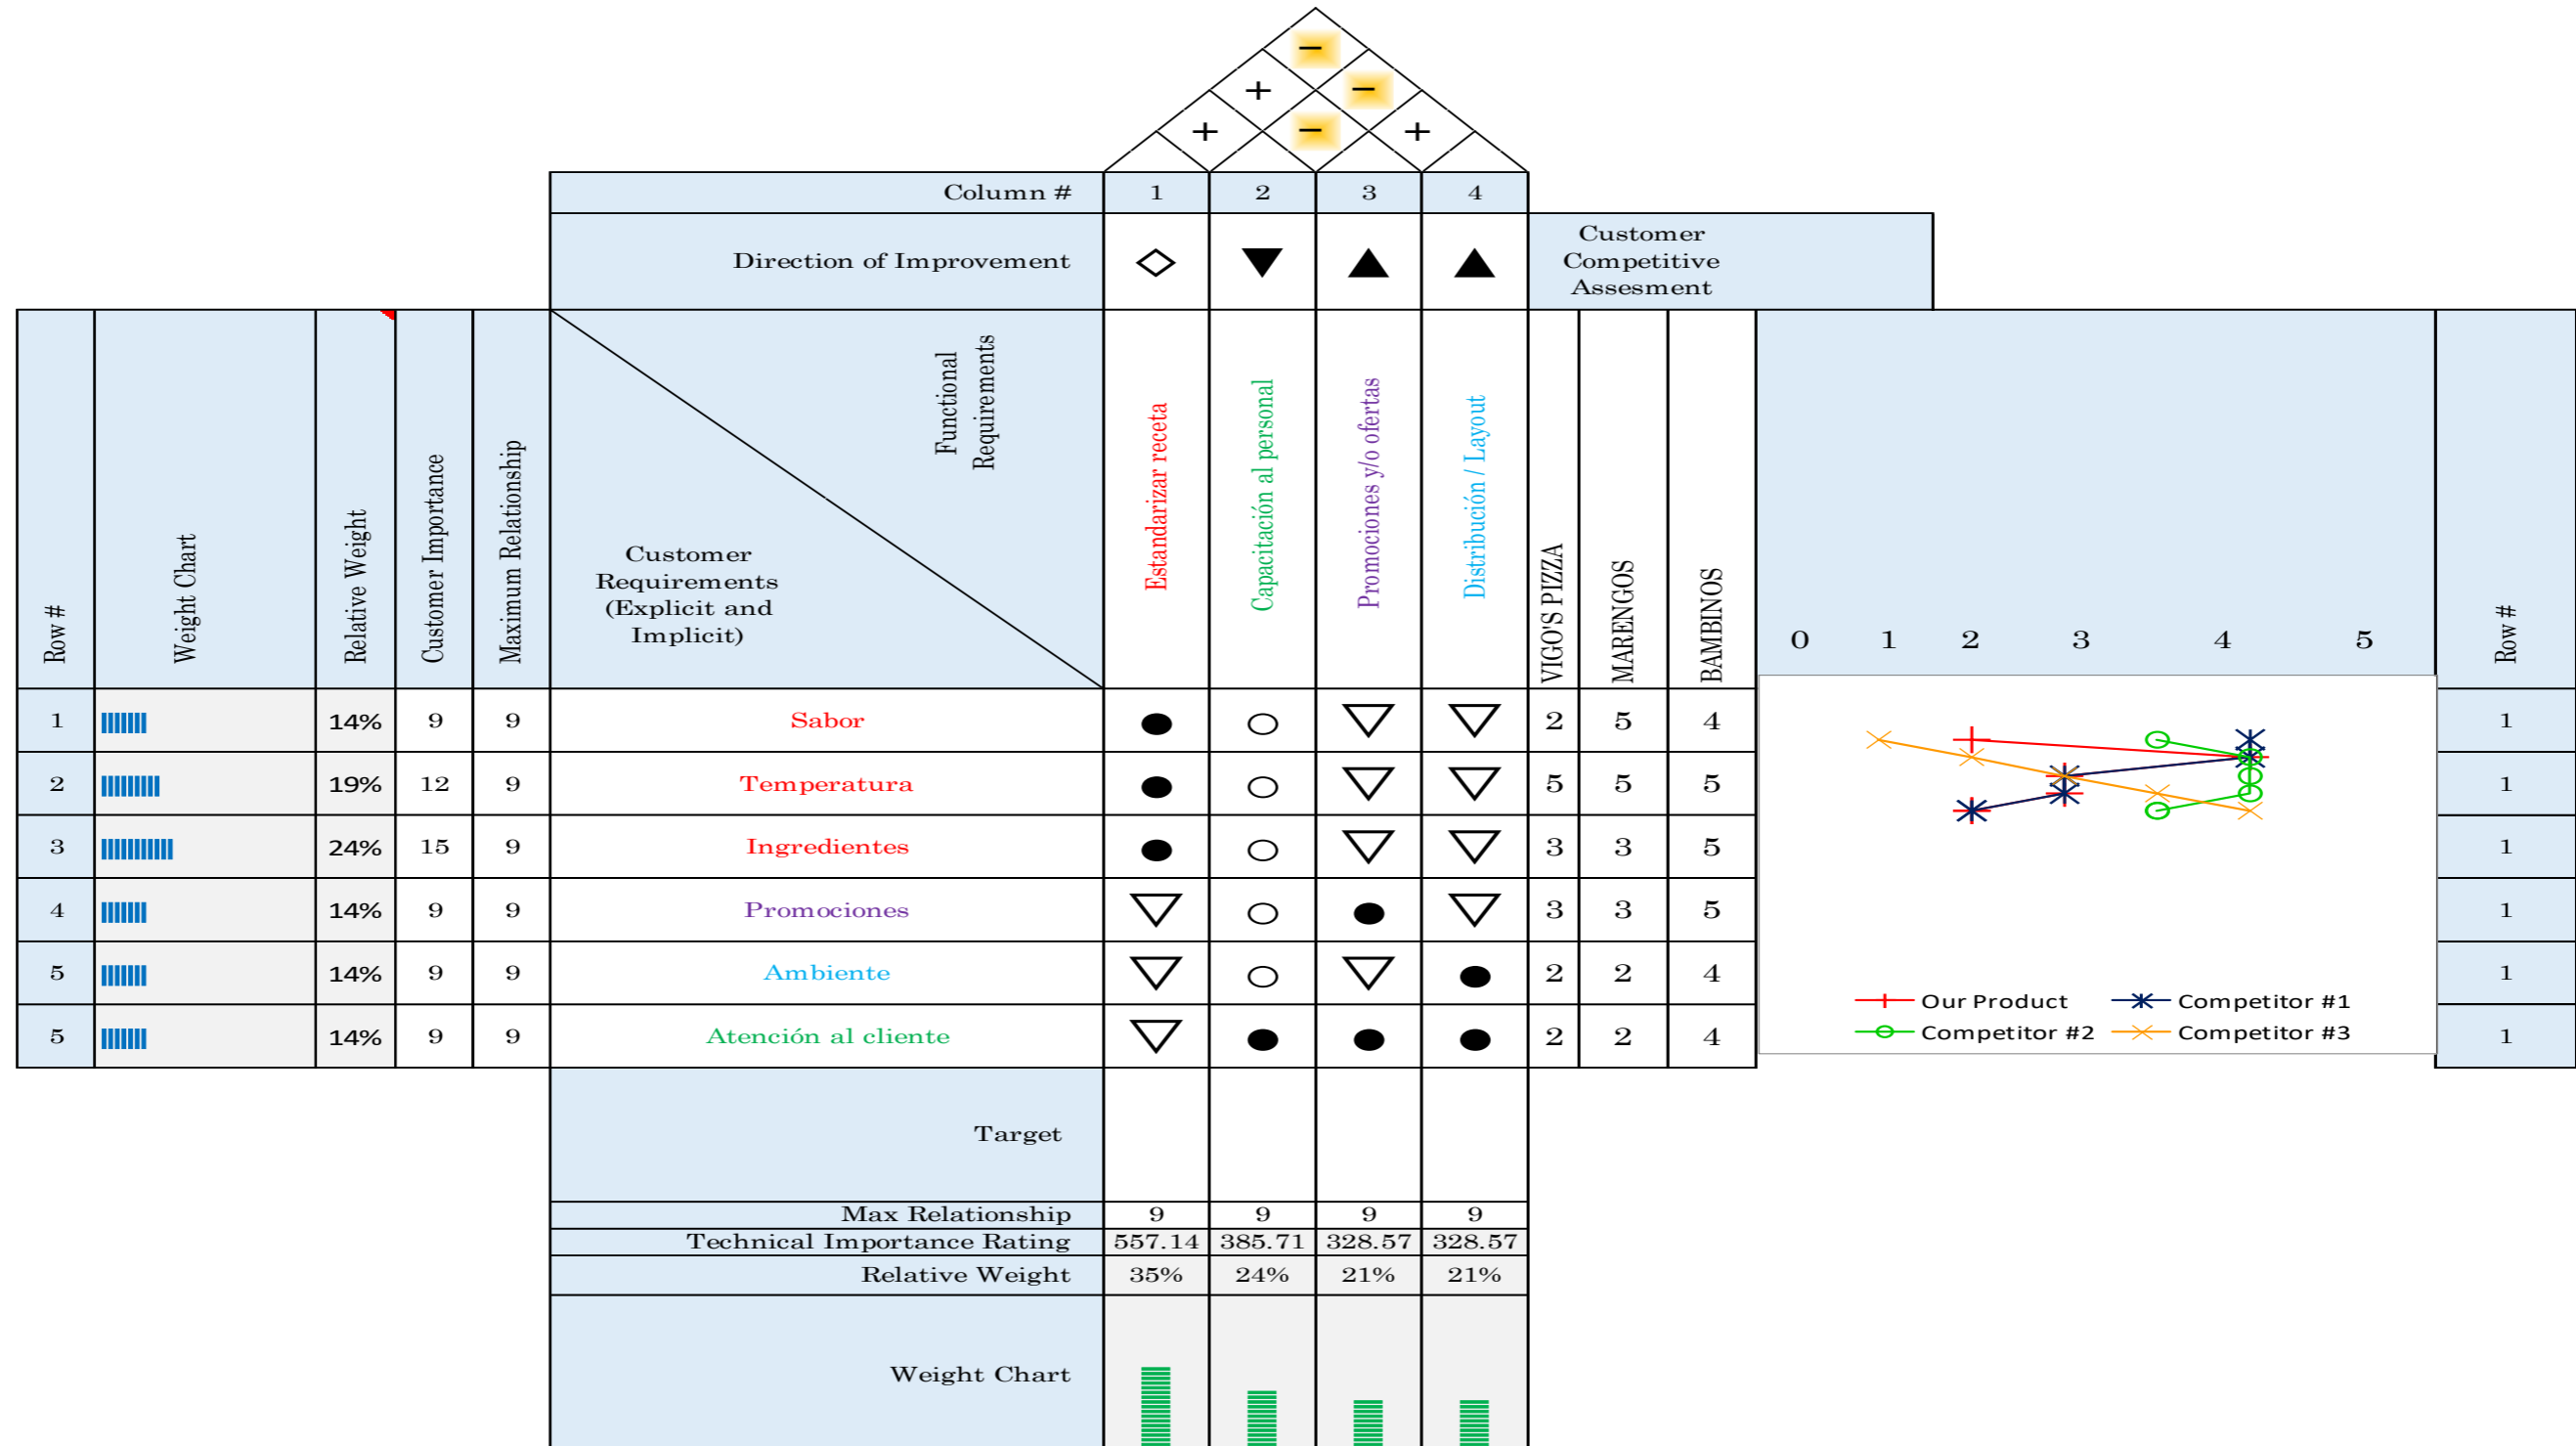 −
+ −
+ − +
Column # 1 2 3 4
Direction of Improvement
Customer
Competitive
Assesment
Row #
Weight Chart
Relative Weight
Customer Importance
Maximum Relationship
Functional
Requirements
Customer
Requirements
(Explicit and
Implicit)
Estandarizar receta
Capacitación al personal
Promociones y/o ofertas
Distribución / Layout
VIGO'S PIZZA
MARENGOS
BAMBINOS
0 1 2 3 4 5
Row #
1 14% 9 9 Sabor 2 5 4 1
2 19% 12 9 Temperatura 5 5 5 1
3 24% 15 9 Ingredientes 3 3 5 1
4 14% 9 9 Promociones 3 3 5 1
5 14% 9 9 Ambiente 2 2 4 1
5 14% 9 9 Atención al cliente 2 2 4 1
Our Product Competitor #1
Competitor #2 Competitor #3
Target
Max Relationship 9 9 9 9
Technical Importance Rating 557.14 385.71 328.57 328.57
Relative Weight 35% 24% 21% 21%
Weight Chart